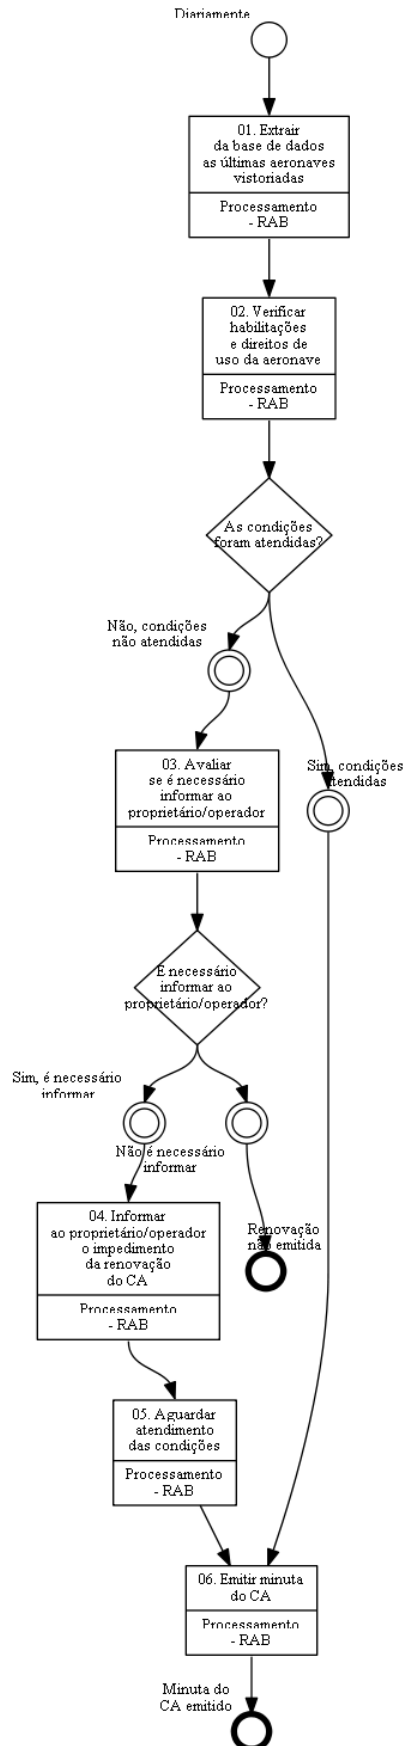 Diariamente
01. Extrair
da base de dados
as últimas aeronaves
vistoriadas
Processamento
- RAB
02. Verificar
habilitações
e direitos de
uso da aeronave
Processamento
- RAB
As condições
foram atendidas?
Não, condições
não atendidas
03. Avaliar
se é necessário
informar ao
proprietário/operador
Processamento
- RAB
Sim, condições
atendidas
É necessário
informar ao
proprietário/operador?
Sim, é necessário
informar
Não é necessário
informar
04. Informar
ao proprietário/operador
o impedimento
da renovação
do CA
Processamento
- RAB
Renovação
não emitida
05. Aguardar
atendimento
das condições
Processamento
- RAB
06. Emitir minuta
do CA
Processamento
- RAB
Minuta do
CA emitido